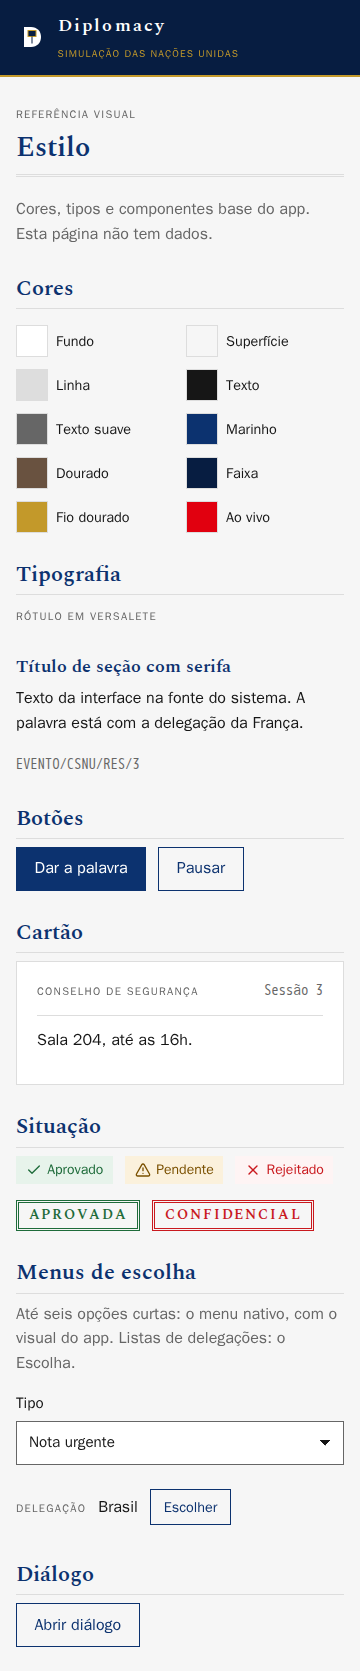 Diplomacy
SIMULAÇÃO DAS NAÇÕES UNIDAS
REFERÊNCIA VISUAL
Estilo
Cores, tipos e componentes base do app.
Esta página não tem dados.
Cores
Fundo
Superfície
Linha
Texto
Texto suave
Marinho
Dourado
Faixa
Fio dourado
Ao vivo
Tipografia
RÓTULO EM VERSALETE
Título de seção com serifa
Texto da interface na fonte do sistema. A
palavra está com a delegação da França.
EVENTO/CSNU/RES/3
Botões
Dar a palavra
Pausar
Cartão
CONSELHO DE SEGURANÇA
Sessão 3
Sala 204, até as 16h.
Situação
Aprovado
Pendente
Rejeitado
APROVADA
CONFIDENCIAL
Menus de escolha
Até seis opções curtas: o menu nativo, com o
visual do app. Listas de delegações: o
Escolha.
Tipo
Nota urgente
DELEGAÇÃO
Brasil
Escolher
Diálogo
Abrir diálogo